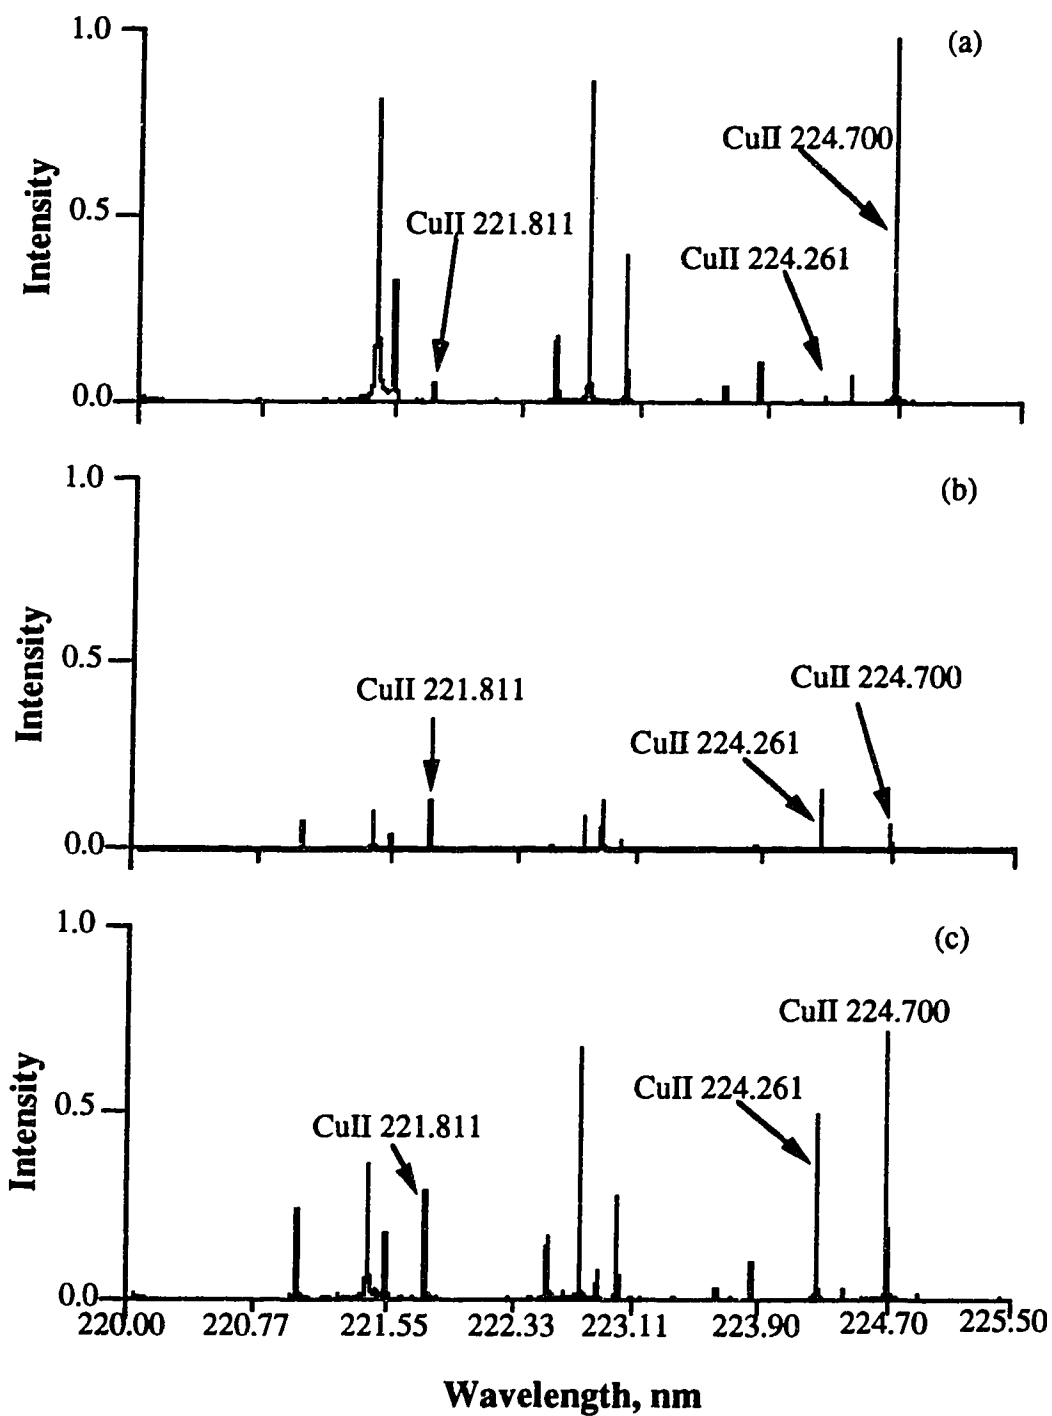 1.0
(a)
CuII 224.700
CuII 221.811
0.5
CuII 224.261
0.0
Intensity
1.0
(b)
CuII 221.811
CuII 224.700
0.5
CuII 224.261
0.0
Intensity
1.0
(c)
CuII 224.700
CuII 224.261
0.5
CuII 221.811
0.0
Intensity
220.00 220.77 221.55 222.33 223.11 223.90 224.70 225.50
Wavelength, nm